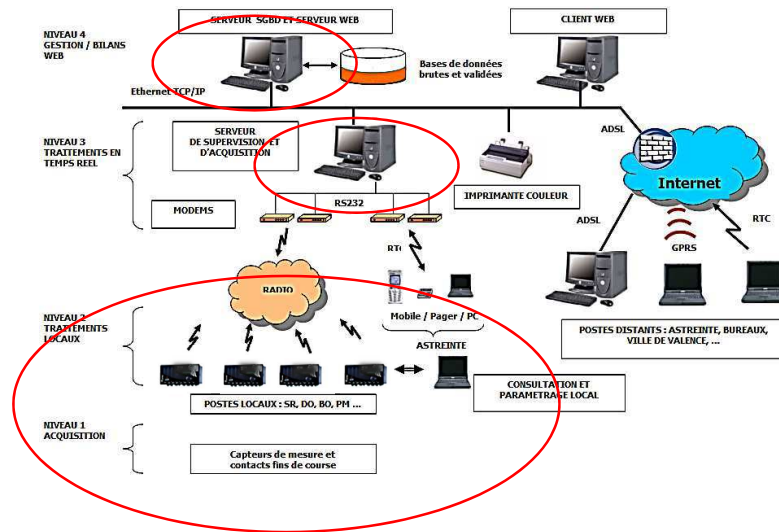 SERVEUR SGBD ET SERVEUR WEB
CLIENT WEB
NIVEAU 4
GESTION / BILANS
WEB
Bases de données
brutes et validées
Ethernet TCP/IP
ADSL
NIVEAU 3
TRAITEMENTS EN
TEMPS REEL
SERVEUR
DE SUPERVISION ET
D'ACQUISITION
IMPRIMANTE COULEUR
Internet
MODEMS
RS232
ADSL
GPRS
RTC
RTC
RADIO
NIVEAU 2
TRAITEMENTS
LOCAUX
Mobile / Pager / PC
ASTREINTE
POSTES DISTANTS : ASTREINTE, BUREAUX,
VILLE DE VALENCE, ...
POSTES LOCAUX : SR, DO, BO, PM ...
CONSULTATION ET
PARAMETRAGE LOCAL
NIVEAU 1
ACQUISITION
Capteurs de mesure et
contacts fins de course